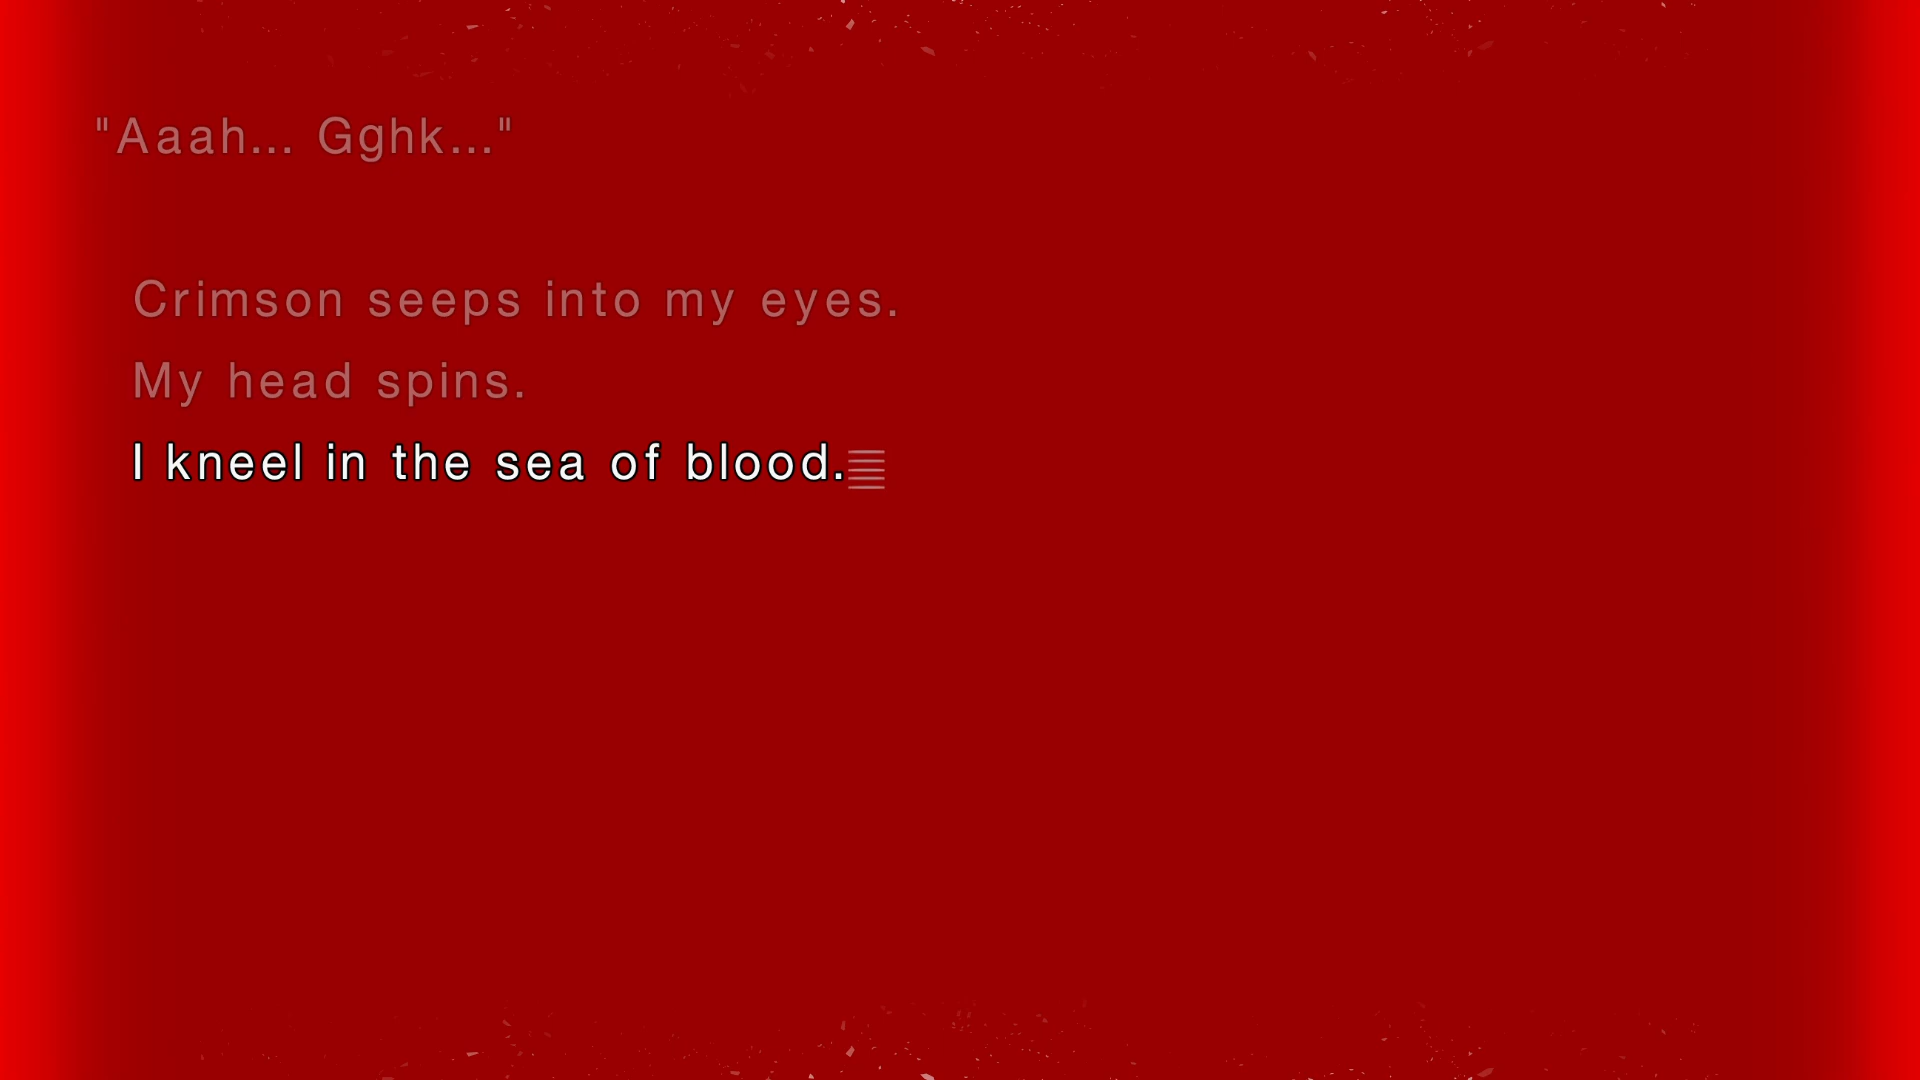 "Aaah... Gghk..."
Crimson seeps into my eyes.
My head spins.
I kneel in the sea of blood.